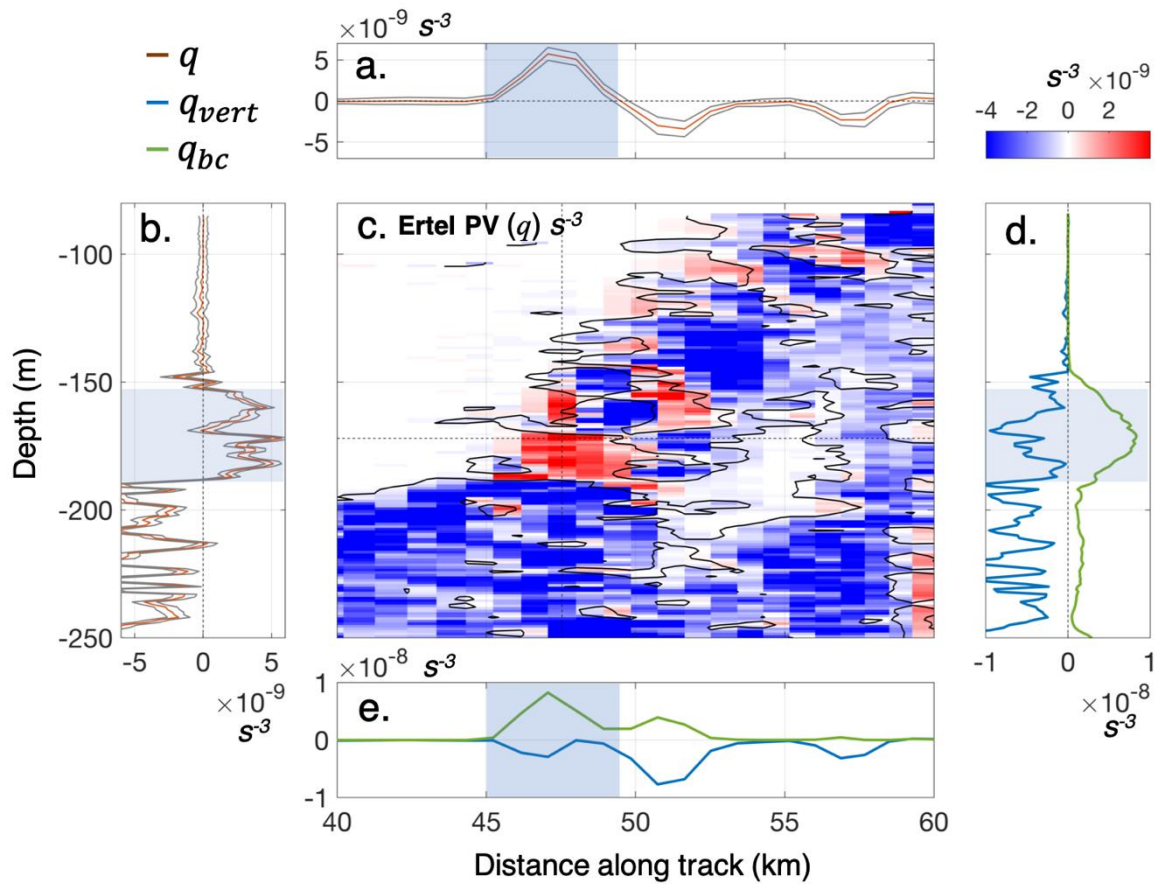 ×10⁻⁹ s⁻³
q
q_vert
q_bc
a.
5
0
-5
s⁻³ ×10⁻⁹
-4 -2 0 2
b.
c. Ertel PV (q) s⁻³
d.
Depth (m)
-100
-150
-200
-250
-5 0 5
×10⁻⁹
s⁻³
-1 0 1
×10⁻⁸
s⁻³
×10⁻⁸ s⁻³
e.
1
0
-1
40 45 50 55 60
Distance along track (km)